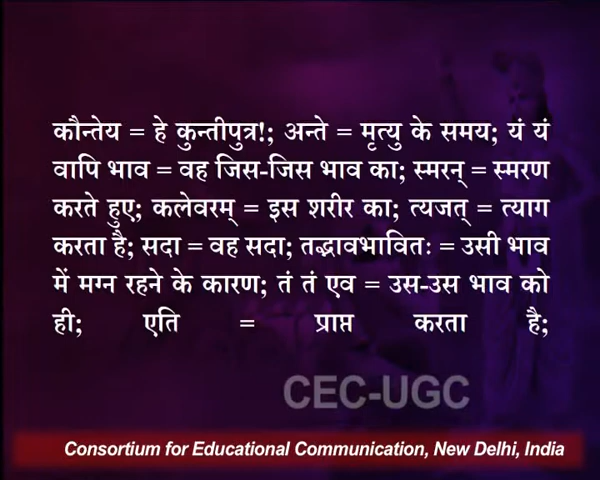 कौन्तेय = हे कुन्तीपुत्र!; अन्ते = मृत्यु के समय; यं यं
वापि भाव = वह जिस-जिस भाव का; स्मरन् = स्मरण
करते हुए; कलेवरम् = इस शरीर का; त्यजत् = त्याग
करता है; सदा = वह सदा; तद्भावभावितः = उसी भाव
में मग्न रहने के कारण; तं तं एव = उस-उस भाव को
ही; एति = प्राप्त करता है;
CEC-UGC
Consortium for Educational Communication, New Delhi, India